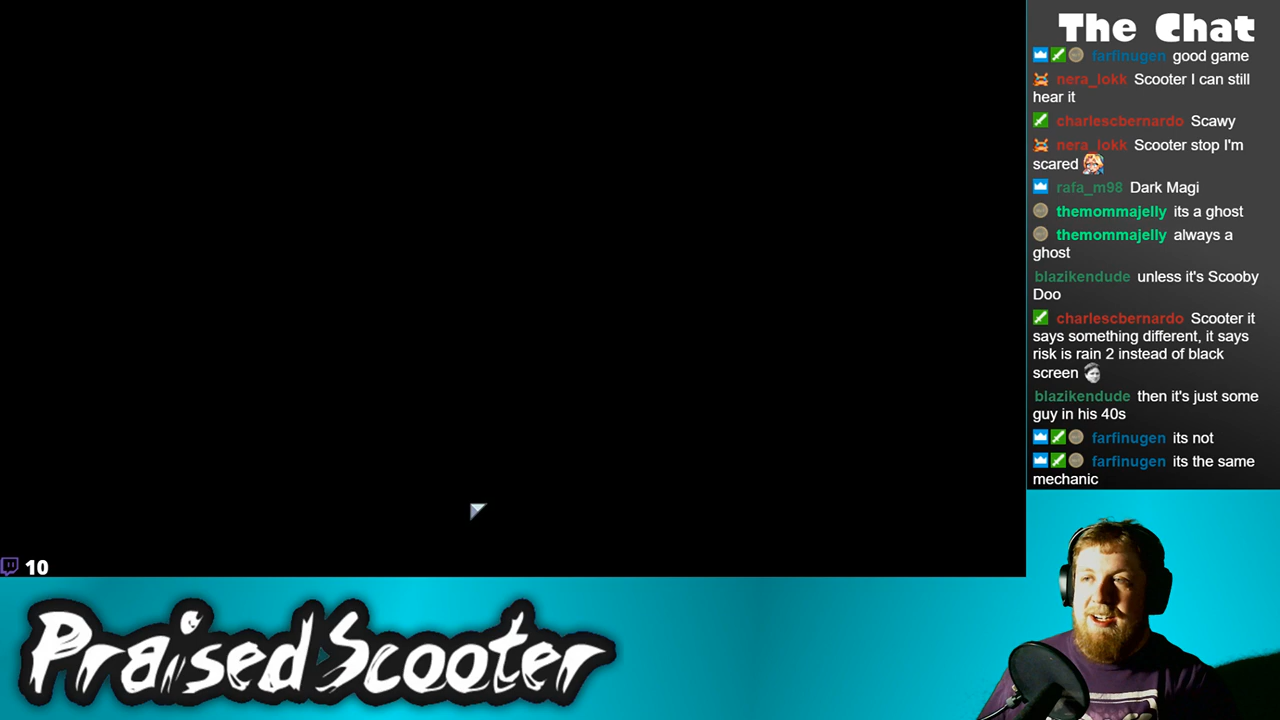 The Chat
farfinugen good game
nera_lokk Scooter I can still
hear it
charlescbernardo Scawy
nera_lokk Scooter stop I'm
scared
rafa_m98 Dark Magi
themommajelly its a ghost
themommajelly always a
ghost
blazikendude unless it's Scooby
Doo
charlescbernardo Scooter it
says something different, it says
risk is rain 2 instead of black
screen
blazikendude then it's just some
guy in his 40s
farfinugen its not
farfinugen its the same
mechanic
10
PraisedScooter